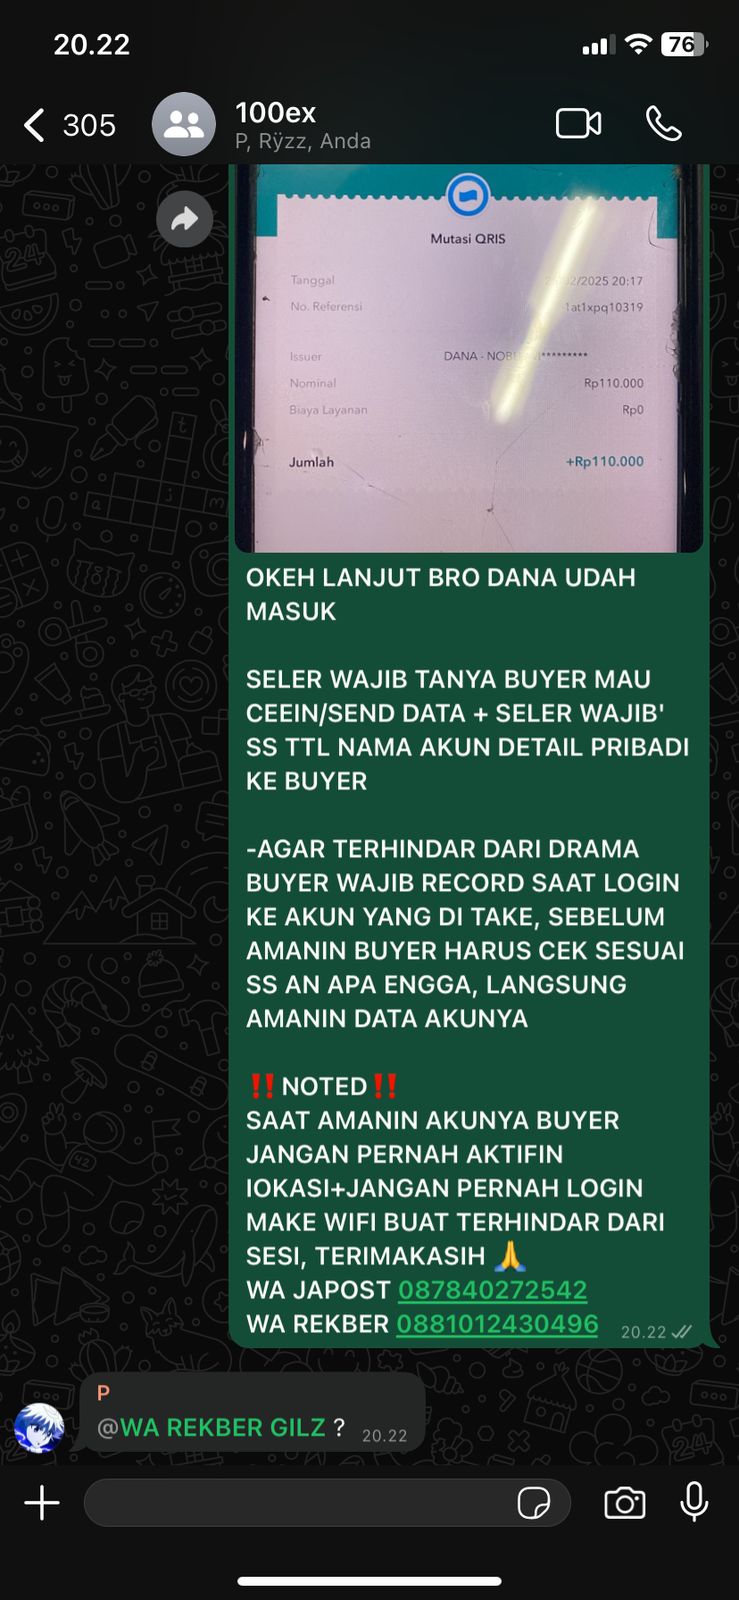 20.22
76
305
100ex
P, Rÿzz, Anda
Mutasi QRIS
Tanggal
/2025 20:17
No. Referensi
1at1xpq10319
Issuer
DANA -
Nominal
Rp110.000
Biaya Layanan
Rp0
Jumlah
+Rp110.000
OKEH LANJUT BRO DANA UDAH
MASUK
SELER WAJIB TANYA BUYER MAU
CEEIN/SEND DATA + SELER WAJIB'
SS TTL NAMA AKUN DETAIL PRIBADI
KE BUYER
-AGAR TERHINDAR DARI DRAMA
BUYER WAJIB RECORD SAAT LOGIN
KE AKUN YANG DI TAKE, SEBELUM
AMANIN BUYER HARUS CEK SESUAI
SS AN APA ENGGA, LANGSUNG
AMANIN DATA AKUNYA
‼️NOTED‼️
SAAT AMANIN AKUNYA BUYER
JANGAN PERNAH AKTIFIN
lOKASI+JANGAN PERNAH LOGIN
MAKE WIFI BUAT TERHINDAR DARI
SESI, TERIMAKASIH 🙏
WA JAPOST 087840272542
WA REKBER 0881012430496
20.22
P
@WA REKBER GILZ ?
20.22